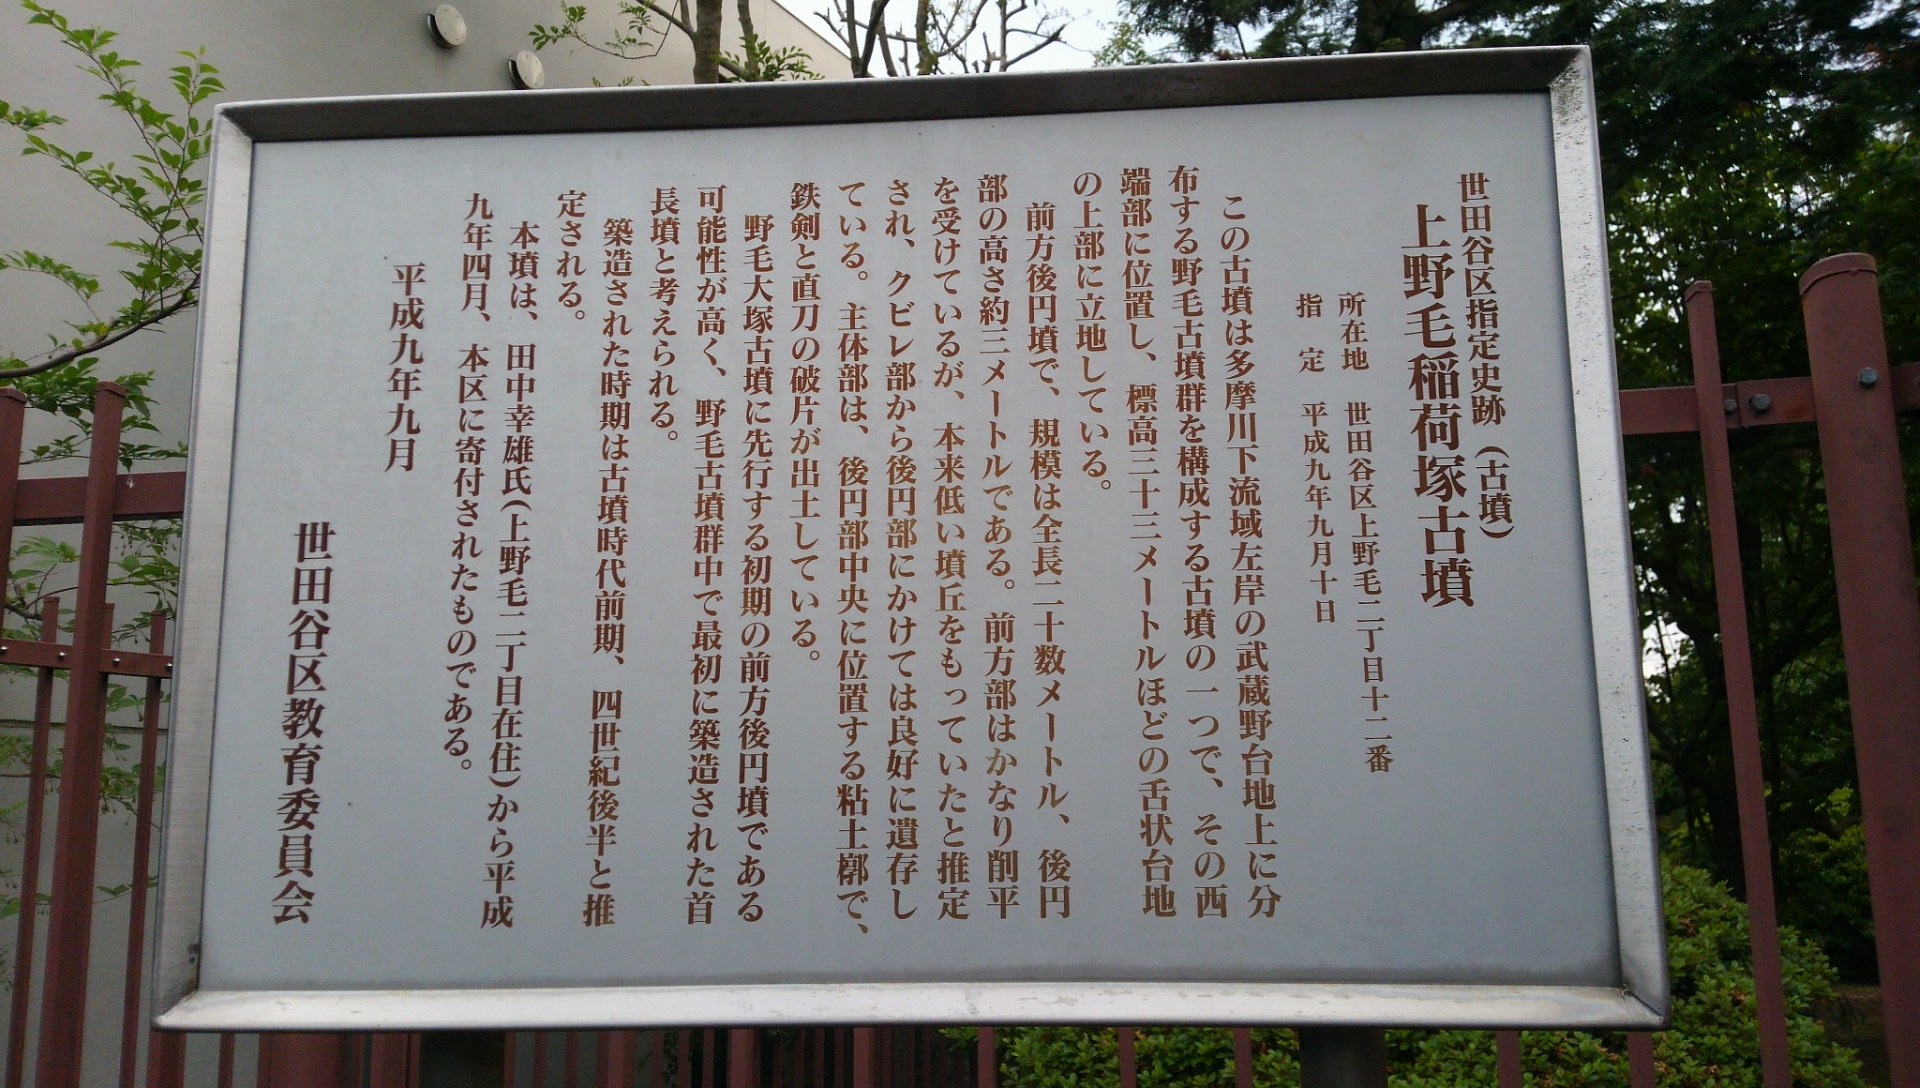 世田谷区指定史跡（古墳）
上野毛稲荷塚古墳
所在地　世田谷区上野毛二丁目十二番
指　定　平成九年九月十日
この古墳は多摩川下流域左岸の武蔵野台地上に分
布する野毛古墳群を構成する古墳の一つで、その西
端部に位置し、標高三十三メートルほどの舌状台地
の上部に立地している。
前方後円墳で、規模は全長二十数メートル、後円
部の高さ約三メートルである。前方部はかなり削平
を受けているが、本来低い墳丘をもっていたと推定
され、クビレ部から後円部にかけては良好に遺存し
ている。主体部は、後円部中央に位置する粘土槨で、
鉄剣と直刀の破片が出土している。
野毛大塚古墳に先行する初期の前方後円墳である
可能性が高く、野毛古墳群中で最初に築造された首
長墳と考えられる。
築造された時期は古墳時代前期、四世紀後半と推
定される。
本墳は、田中幸雄氏（上野毛二丁目在住）から平成
九年四月、本区に寄付されたものである。
平成九年九月
世田谷区教育委員会